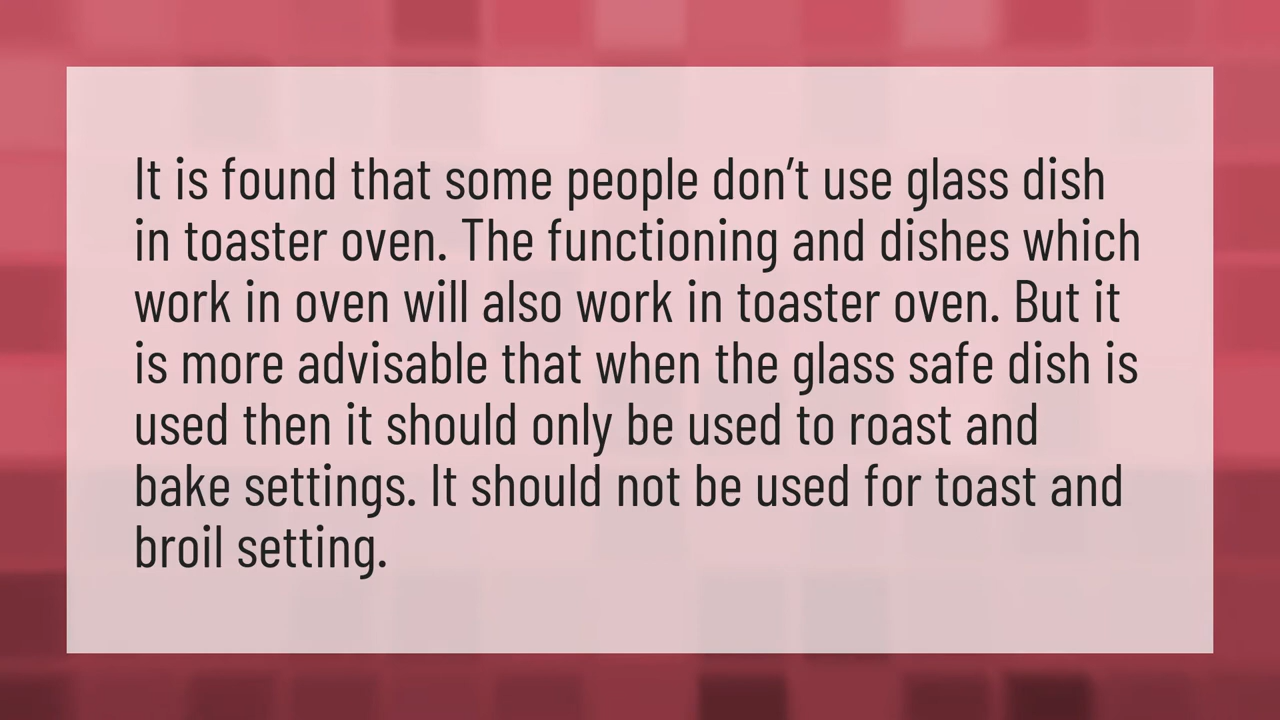 It is found that some people don’t use glass dish
in toaster oven. The functioning and dishes which
work in oven will also work in toaster oven. But it
is more advisable that when the glass safe dish is
used then it should only be used to roast and
bake settings. It should not be used for toast and
broil setting.